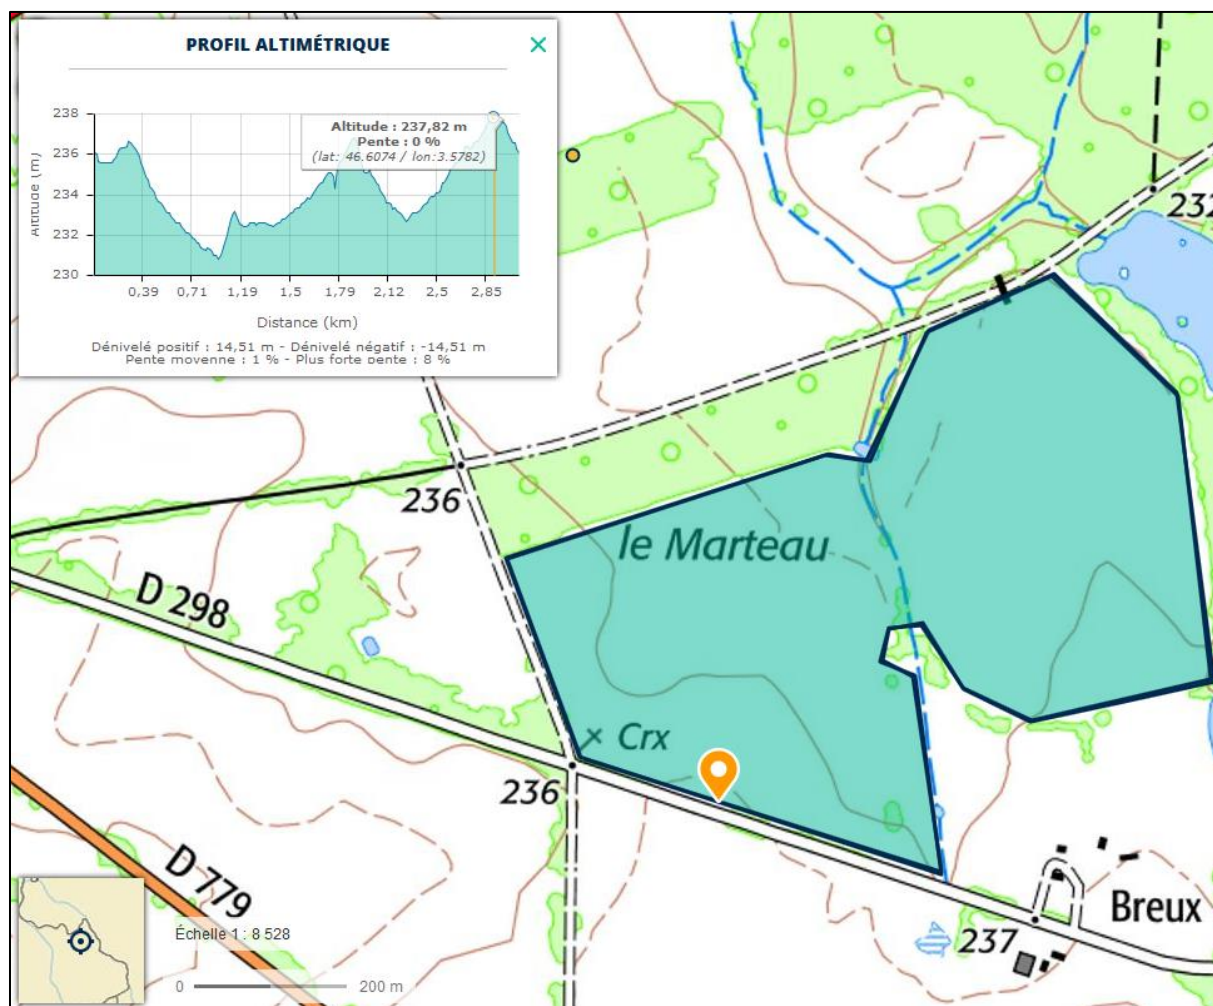 PROFIL ALTIMÉTRIQUE
238
236
234
232
230
Altitude (m)
Altitude : 237,82 m
Pente : 0 %
(lat: 46.6074 / lon:3.5782)
0,39 0,71 1,19 1,5 1,79 2,12 2,5 2,85
Distance (km)
Dénivelé positif : 14,51 m - Dénivelé négatif : -14,51 m
Pente moyenne : 1 % - Plus forte pente : 8 %
232
236
le Marteau
D 298
× Crx
236
D 779
Breux
237
Échelle 1 : 8 528
0 200 m